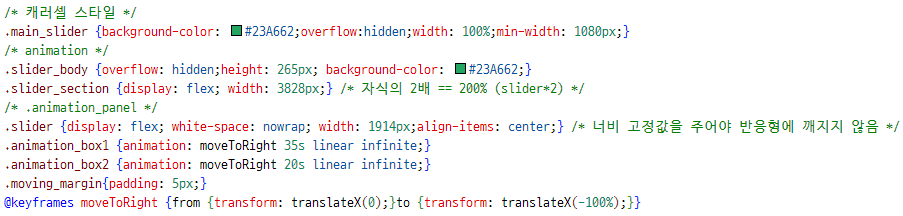 /* 캐러셀 스타일 */
.main_slider {background-color: #23A662;overflow:hidden;width: 100%;min-width: 1080px;}
/* animation */
.slider_body {overflow: hidden;height: 265px; background-color: #23A662;}
.slider_section {display: flex; width: 3828px;} /* 자식의 2배 == 200% (slider*2) */
/* .animation_panel */
.slider {display: flex; white-space: nowrap; width: 1914px;align-items: center;} /* 너비 고정값을 주어야 반응형에 깨지지 않음 */
.animation_box1 {animation: moveToRight 35s linear infinite;}
.animation_box2 {animation: moveToRight 20s linear infinite;}
.moving_margin{padding: 5px;}
@keyframes moveToRight {from {transform: translateX(0);}to {transform: translateX(-100%);}}